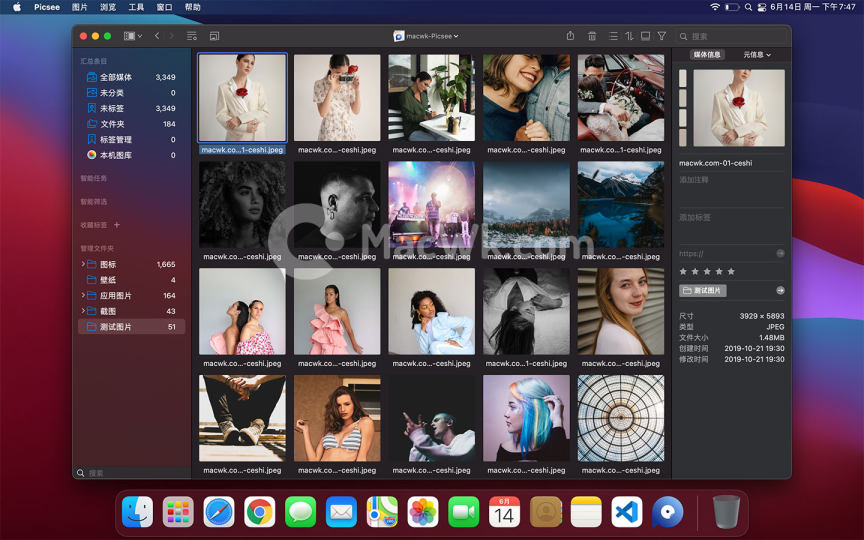 Picsee 图片 浏览 工具 窗口 帮助
6月14日 周一 下午7:47
macwk-Picsee
搜索
汇总条目
全部媒体 3,349
未分类 0
未标签 3,349
文件夹 184
标签管理 0
本机图库 0
智能任务
智能筛选
收藏标签 +
管理文件夹
图标 1,665
壁纸 4
应用图片 164
截图 43
测试图片 51
搜索
macwk.co...1-ceshi.jpeg macwk.co...-ceshi.jpeg macwk.co...-ceshi.jpeg macwk.co...-ceshi.jpeg macwk.co...1-ceshi.jpeg
macwk.co...-ceshi.jpeg macwk.co...-ceshi.jpeg macwk.co...-ceshi.jpeg macwk.co...-ceshi.jpeg macwk.co...-ceshi.jpeg
MacWk.com
macwk.co...-ceshi.jpeg macwk.co...-ceshi.jpeg macwk.co...-ceshi.jpeg macwk.co...1-ceshi.jpeg macwk.co...-ceshi.jpeg
macwk.co...-ceshi.jpeg macwk.co...-ceshi.jpeg macwk.co...-ceshi.jpeg macwk.co...-ceshi.jpeg macwk.co...-ceshi.jpeg
媒体信息 元信息
macwk.com-01-ceshi
添加注释
添加标签
https://
测试图片
尺寸 3929 × 5893
类型 JPEG
文件大小 1.48MB
创建时间 2019-10-21 19:30
修改时间 2019-10-21 19:30
6月
14